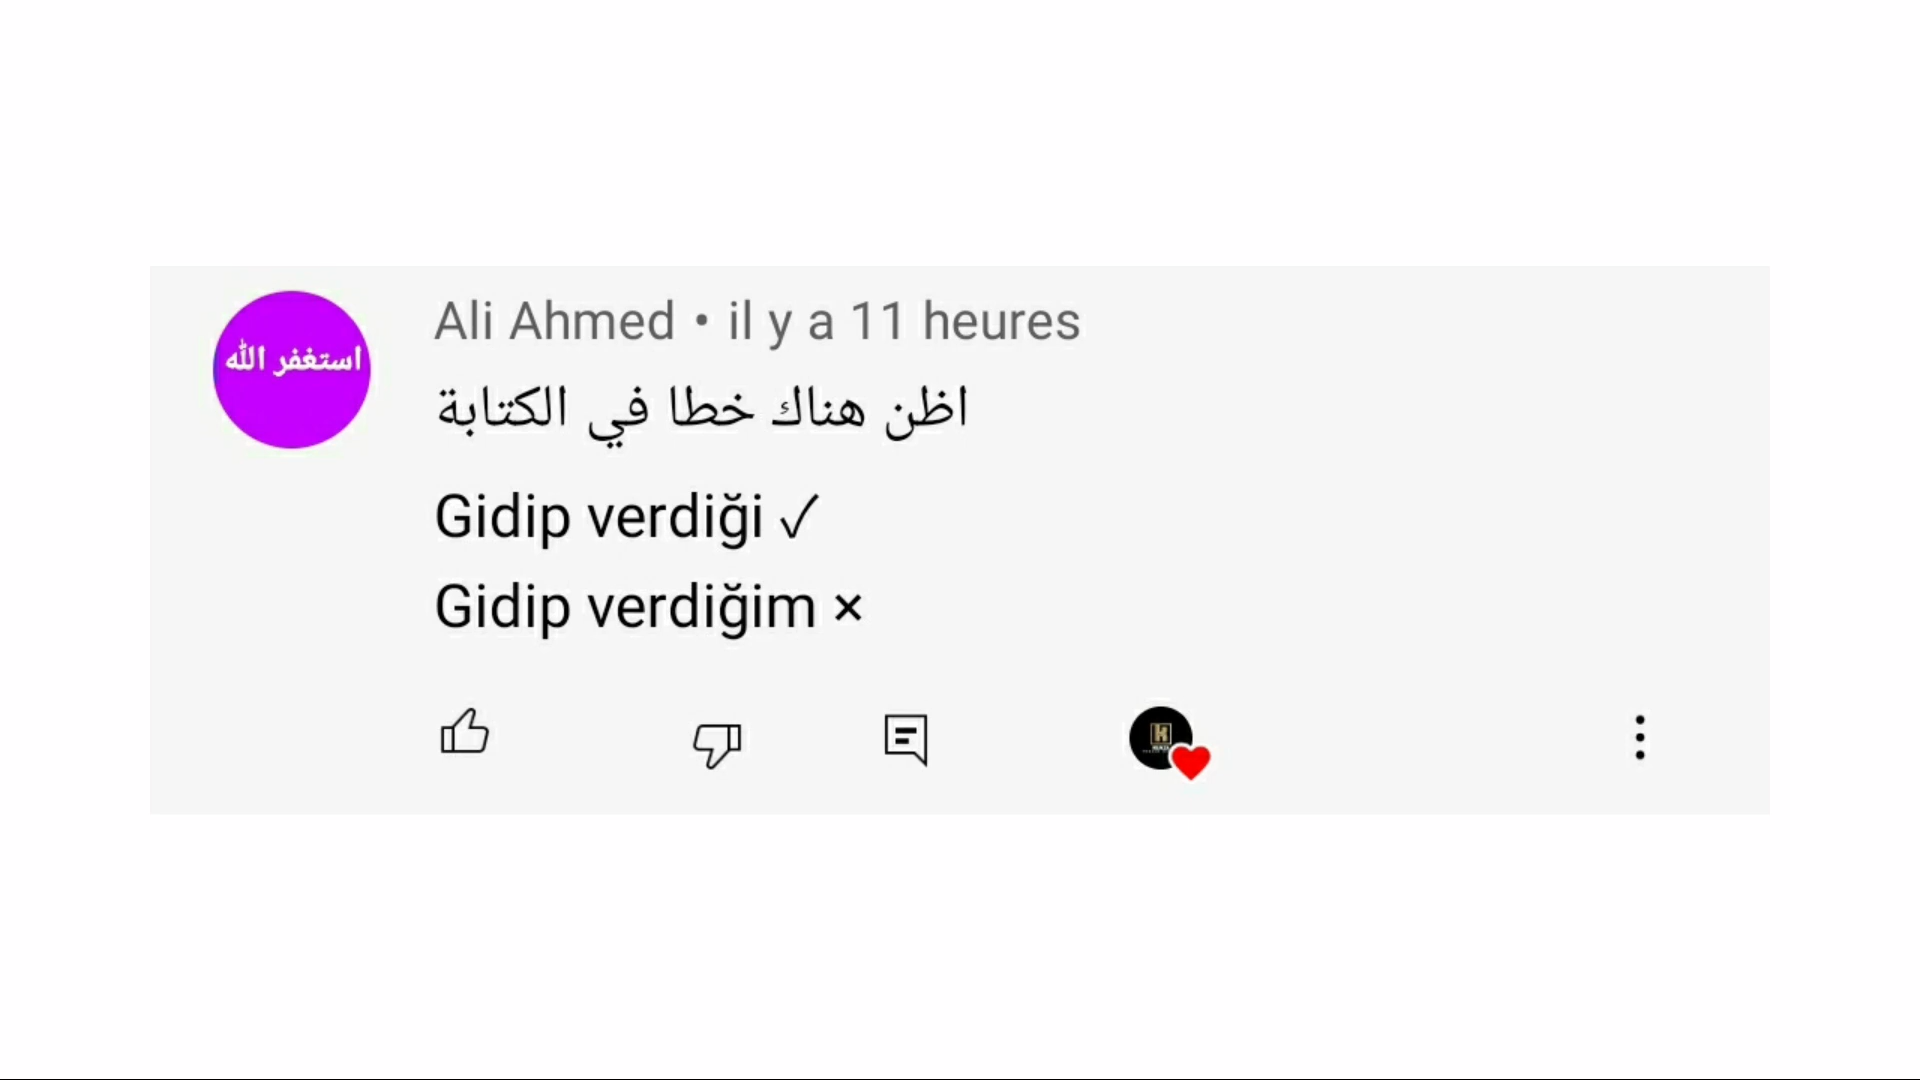 Ali Ahmed • il y a 11 heures
استغفر الله
اظن هناك خطا في الكتابة
Gidip verdiği ✓
Gidip verdiğim ×